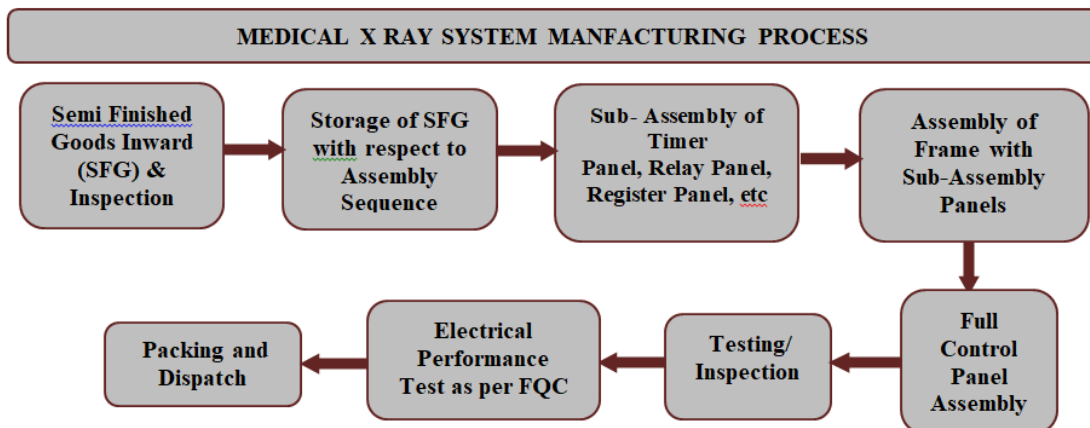 MEDICAL X RAY SYSTEM MANFACTURING PROCESS
Semi Finished
Goods Inward
(SFG) &
Inspection
Storage of SFG
with respect to
Assembly
Sequence
Sub- Assembly of
Timer
Panel, Relay Panel,
Register Panel, etc
Assembly of
Frame with
Sub-Assembly
Panels
Full
Control
Panel
Assembly
Testing/
Inspection
Electrical
Performance
Test as per FQC
Packing and
Dispatch